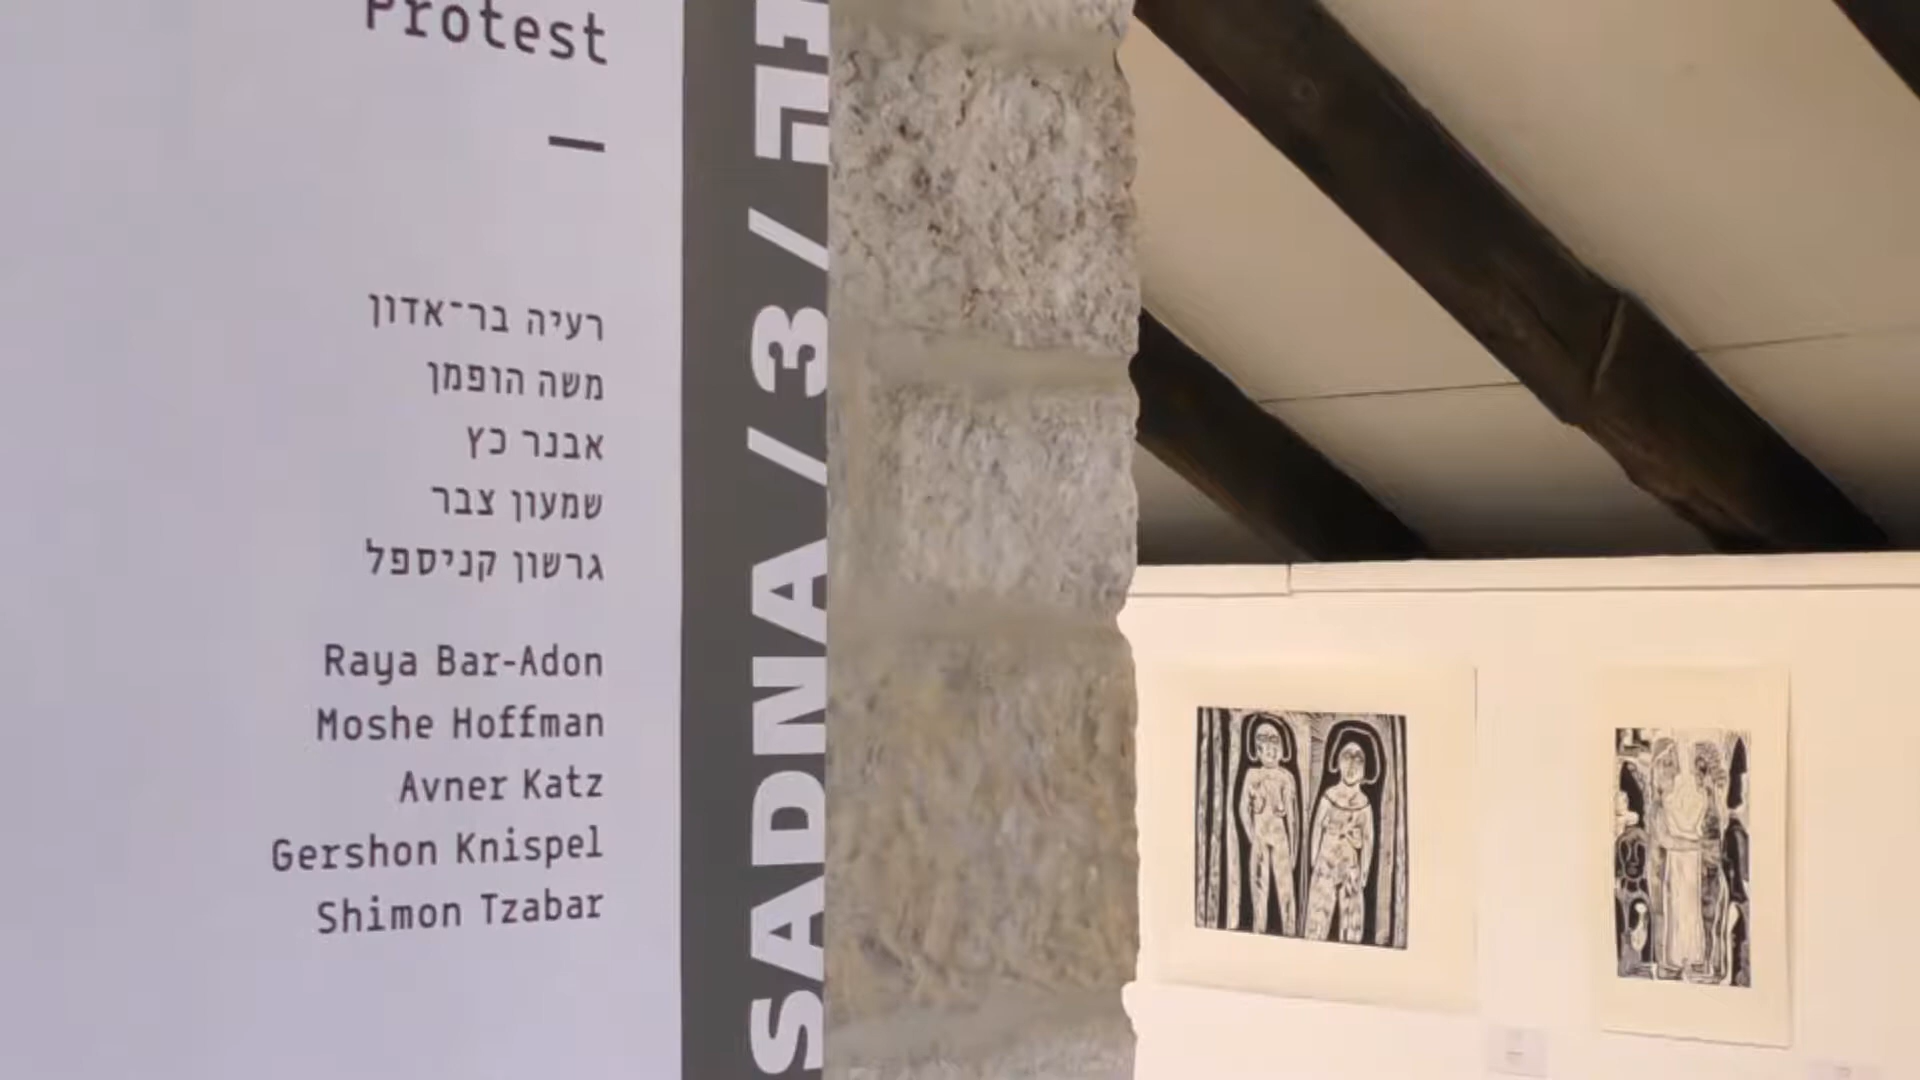 Protest
—
רעיה בר־אדון
משה הופמן
אבנר כץ
שמעון צבר
גרשון קניספל
Raya Bar-Adon
Moshe Hoffman
Avner Katz
Gershon Knispel
Shimon Tzabar
SADNA / 3 /